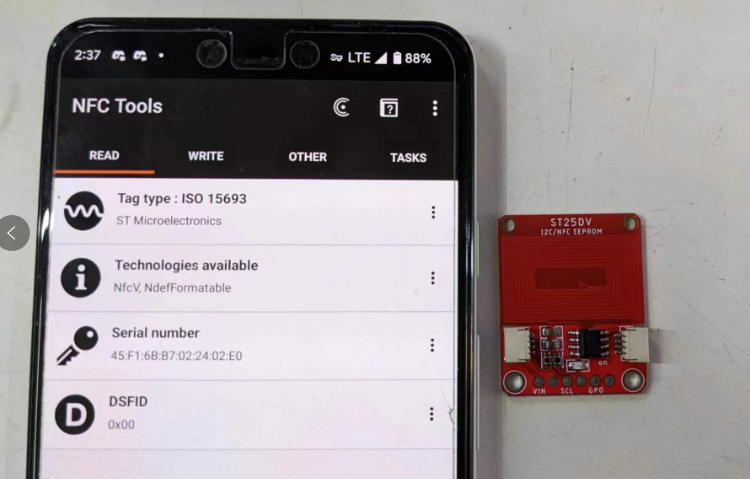 2:37 LTE 88%
NFC Tools
READ WRITE OTHER TASKS
Tag type : ISO 15693
ST Microelectronics
Technologies available
NfcV, NdefFormatable
Serial number
45:F1:6B:B7:02:24:02:E0
DSFID
0x00
ST25DV
I2C/NFC EEPROM
on
VIN SCL GPO